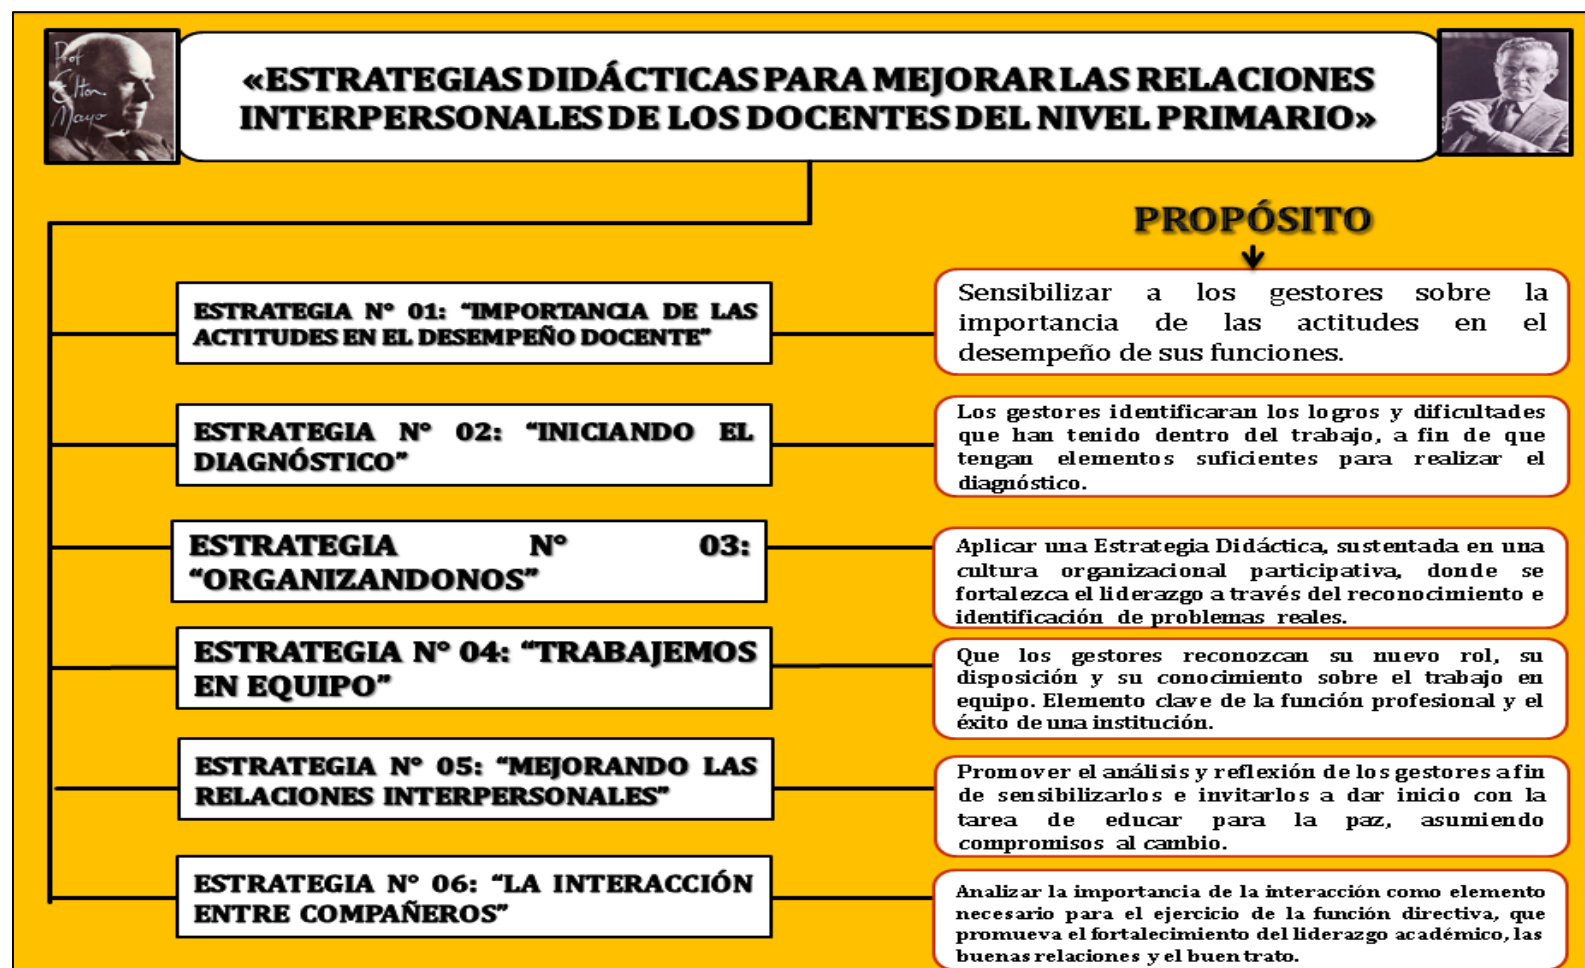 Prof
Elton
Mayo
«ESTRATEGIAS DIDÁCTICAS PARA MEJORAR LAS RELACIONES
INTERPERSONALES DE LOS DOCENTES DEL NIVEL PRIMARIO»
PROPÓSITO
ESTRATEGIA N° 01: “IMPORTANCIA DE LAS
ACTITUDES EN EL DESEMPEÑO DOCENTE”
Sensibilizar a los gestores sobre la
importancia de las actitudes en el
desempeño de sus funciones.
ESTRATEGIA N° 02: “INICIANDO EL
DIAGNÓSTICO”
Los gestores identificaran los logros y dificultades
que han tenido dentro del trabajo, a fin de que
tengan elementos suficientes para realizar el
diagnóstico.
ESTRATEGIA N° 03:
“ORGANIZANDONOS”
Aplicar una Estrategia Didáctica, sustentada en una
cultura organizacional participativa, donde se
fortalezca el liderazgo a través del reconocimiento e
identificación de problemas reales.
ESTRATEGIA N° 04: “TRABAJEMOS
EN EQUIPO”
Que los gestores reconozcan su nuevo rol, su
disposición y su conocimiento sobre el trabajo en
equipo. Elemento clave de la función profesional y el
éxito de una institución.
ESTRATEGIA N° 05: “MEJORANDO LAS
RELACIONES INTERPERSONALES”
Promover el análisis y reflexión de los gestores a fin
de sensibilizarlos e invitarlos a dar inicio con la
tarea de educar para la paz, asumiendo
compromisos al cambio.
ESTRATEGIA N° 06: “LA INTERACCIÓN
ENTRE COMPAÑEROS”
Analizar la importancia de la interacción como elemento
necesario para el ejercicio de la función directiva, que
promueva el fortalecimiento del liderazgo académico, las
buenas relaciones y el buen trato.